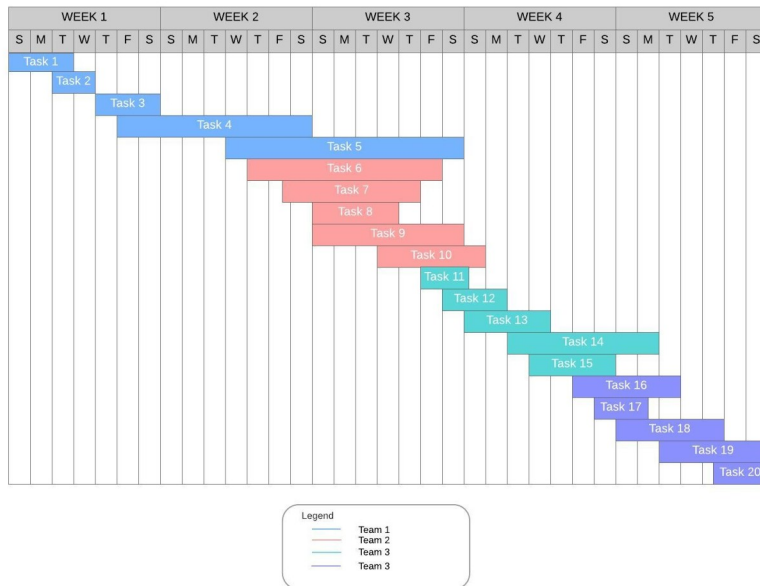 WEEK 1 WEEK 2 WEEK 3 WEEK 4 WEEK 5
S M T W T F S S M T W T F S S M T W T F S S M T W T F S S M T W T F S
Task 1
Task 2
Task 3
Task 4
Task 5
Task 6
Task 7
Task 8
Task 9
Task 10
Task 11
Task 12
Task 13
Task 14
Task 15
Task 16
Task 17
Task 18
Task 19
Task 20
Legend
Team 1
Team 2
Team 3
Team 3